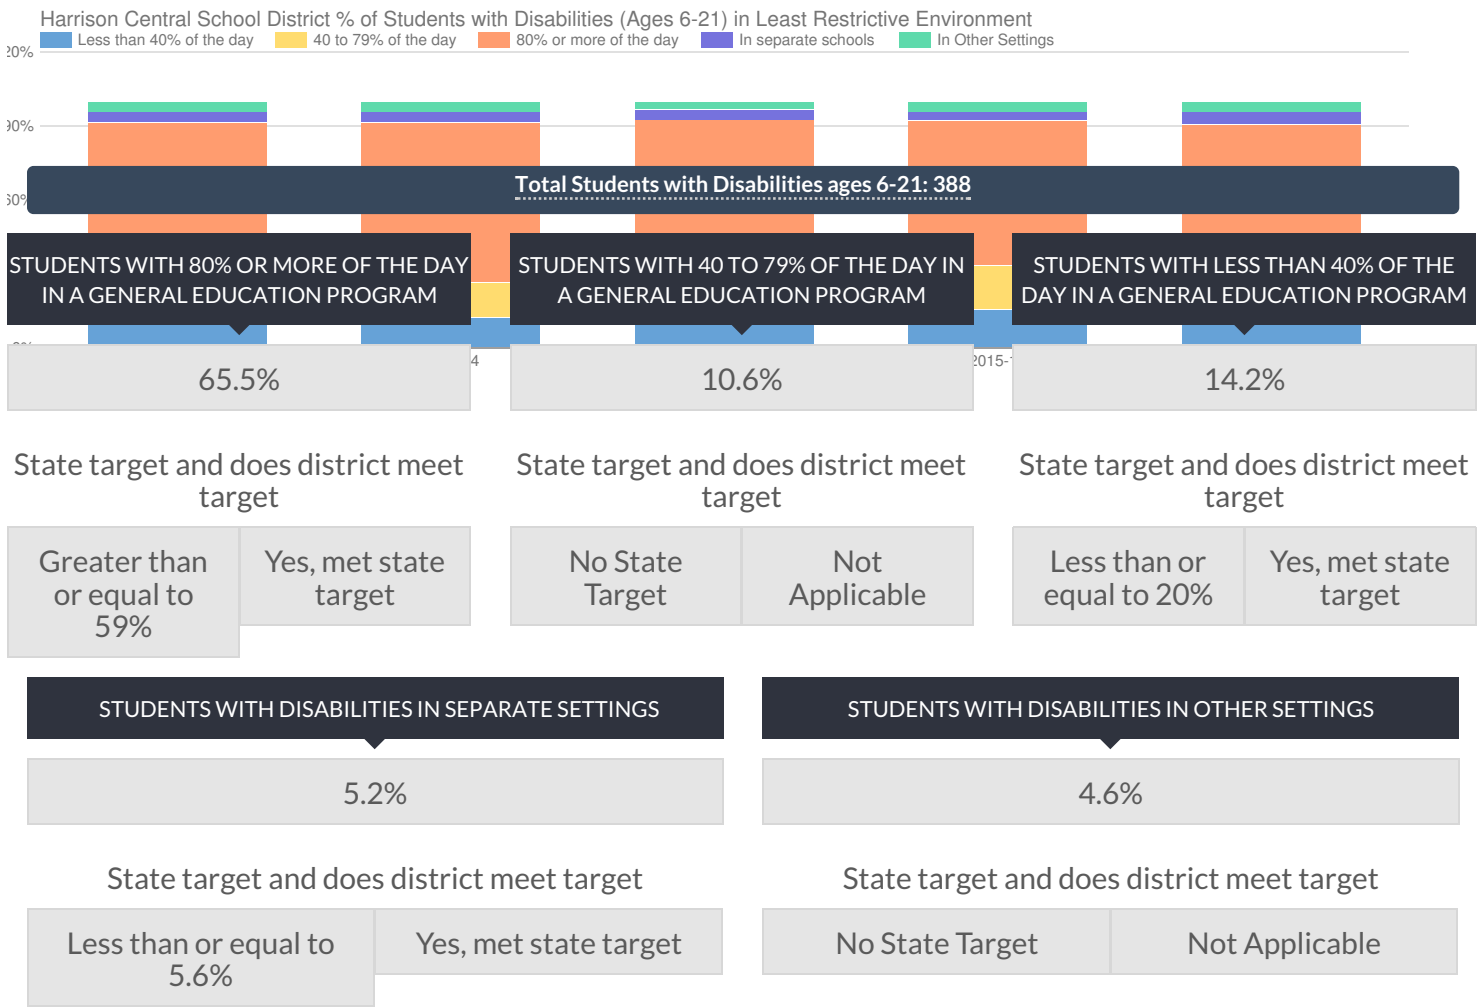 Harrison Central School District % of Students with Disabilities (Ages 6-21) in Least Restrictive Environment
Less than 40% of the day 40 to 79% of the day 80% or more of the day In separate schools In Other Settings
20%
90%
60%
Total Students with Disabilities ages 6-21: 388
STUDENTS WITH 80% OR MORE OF THE DAY
IN A GENERAL EDUCATION PROGRAM
STUDENTS WITH 40 TO 79% OF THE DAY IN
A GENERAL EDUCATION PROGRAM
STUDENTS WITH LESS THAN 40% OF THE
DAY IN A GENERAL EDUCATION PROGRAM
4
2015-1
65.5%
10.6%
14.2%
State target and does district meet
target
State target and does district meet
target
State target and does district meet
target
Greater than
or equal to
59%
Yes, met state
target
No State
Target
Not
Applicable
Less than or
equal to 20%
Yes, met state
target
STUDENTS WITH DISABILITIES IN SEPARATE SETTINGS
STUDENTS WITH DISABILITIES IN OTHER SETTINGS
5.2%
4.6%
State target and does district meet target
State target and does district meet target
Less than or equal to
5.6%
Yes, met state target
No State Target
Not Applicable